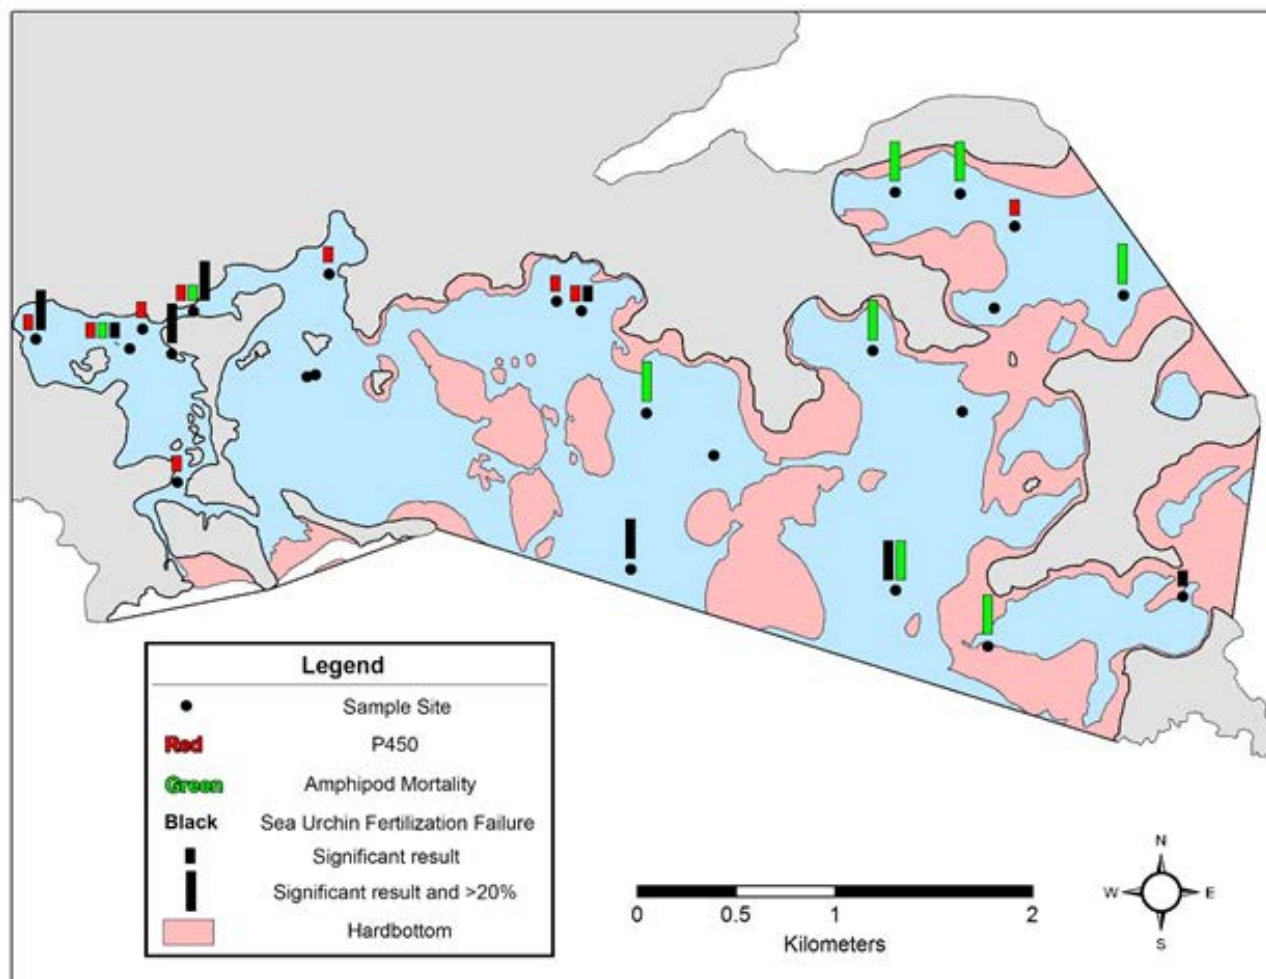 Legend
Sample Site
Red P450
Green Amphipod Mortality
Black Sea Urchin Fertilization Failure
Significant result
Significant result and >20%
Hardbottom
0 0.5 1 2
Kilometers
N
W E
S